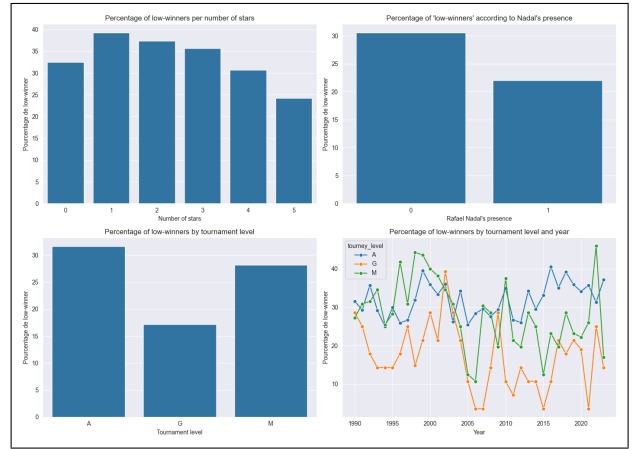 Percentage of low-winners per number of stars
Pourcentage de low-winner
40
35
30
25
20
15
10
5
0
0 1 2 3 4 5
Number of stars
Percentage of 'low-winners' according to Nadal's presence
Pourcentage de low-winner
30
25
20
15
10
5
0
0 1
Rafael Nadal's presence
Percentage of low-winners by tournament level
Pourcentage de low-winner
30
25
20
15
10
5
0
A G M
Tournament level
Percentage of low-winners by tournament level and year
tourney_level
A
G
M
Pourcentage de low-winner
40
30
20
10
1990 1995 2000 2005 2010 2015 2020
Year